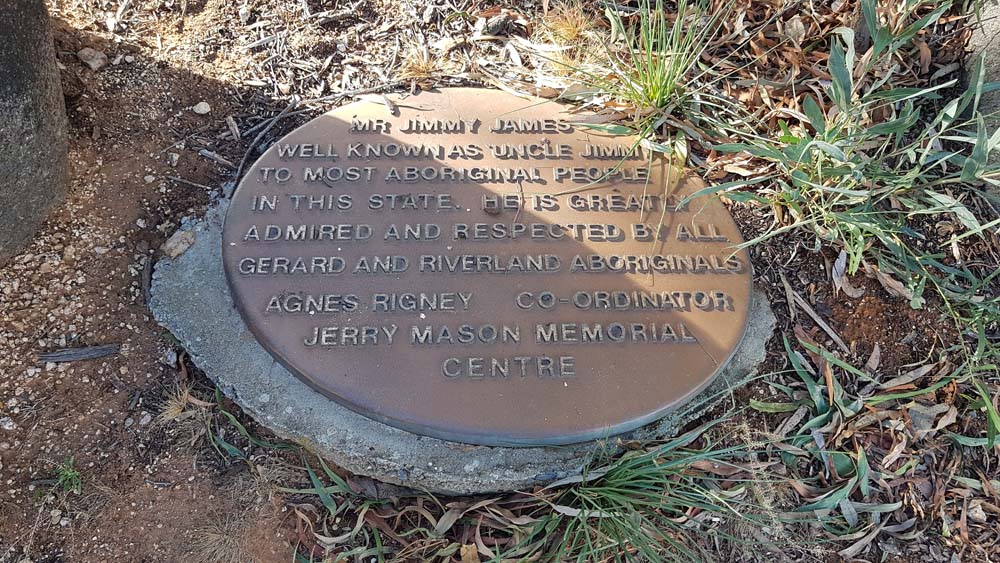 MR JIMMY JAMES
WELL KNOWN AS UNCLE JIMMY
TO MOST ABORIGINAL PEOPLE
IN THIS STATE. HE IS GREATLY
ADMIRED AND RESPECTED BY ALL
GERARD AND RIVERLAND ABORIGINALS
AGNES RIGNEY CO-ORDINATOR
JERRY MASON MEMORIAL
CENTRE